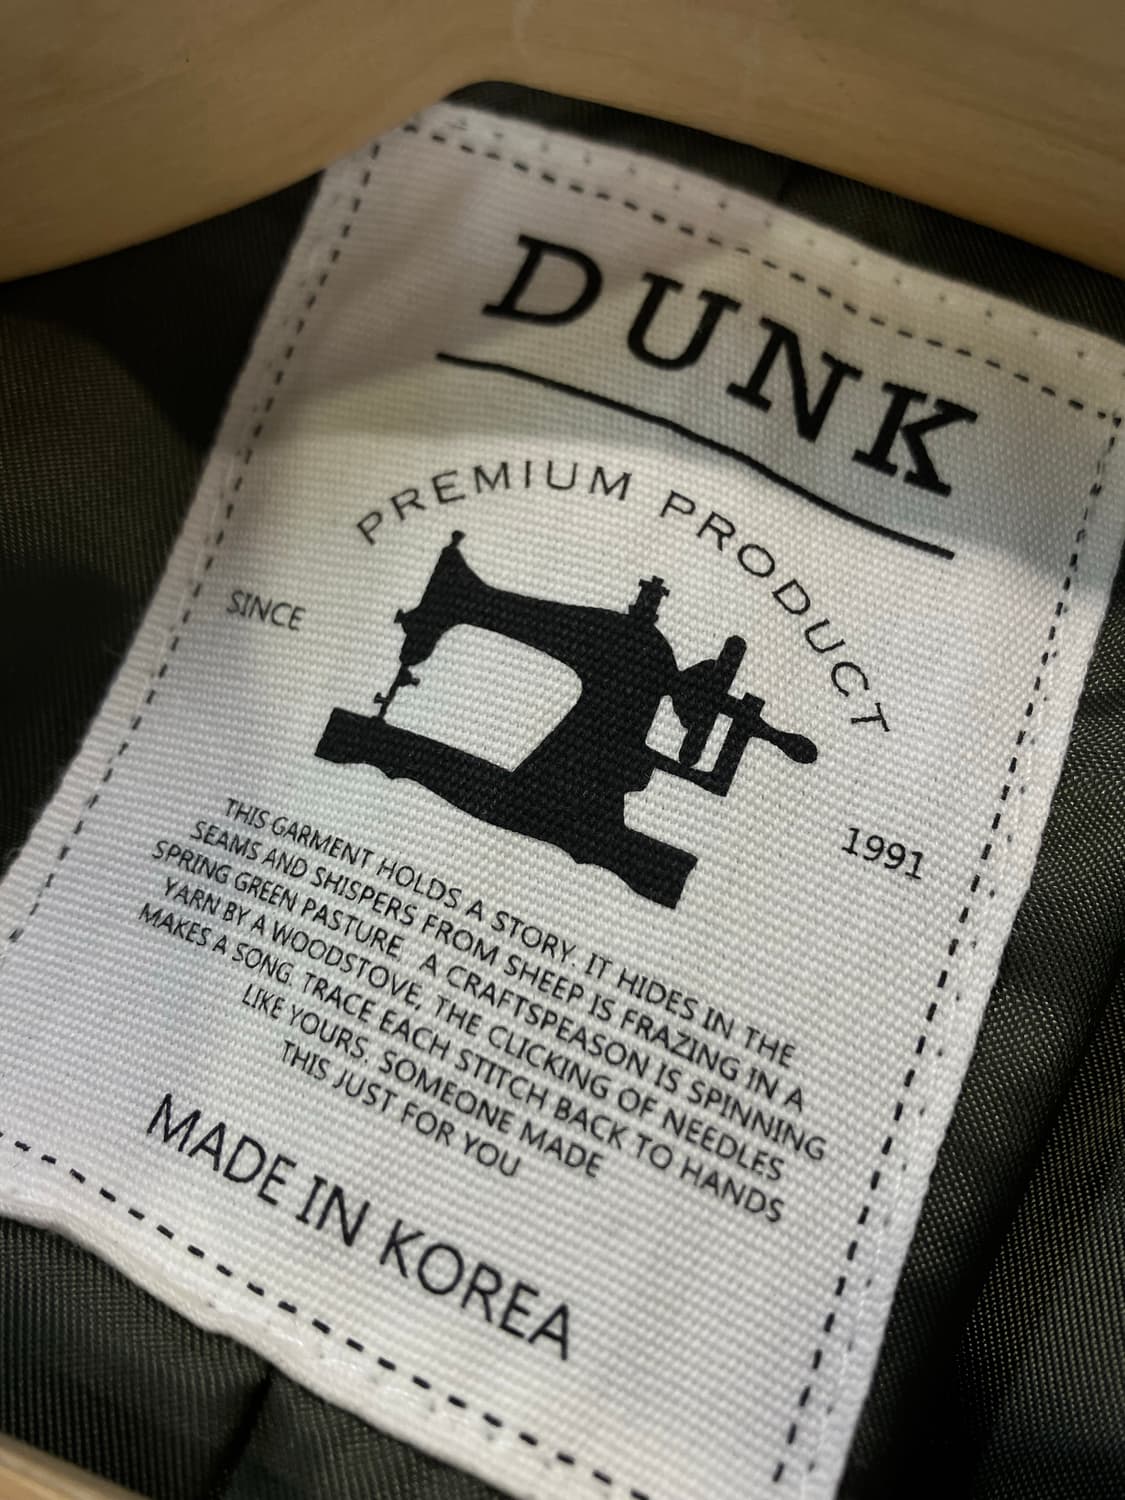 DUNK
PREMIUM PRODUCT
SINCE
1991
THIS GARMENT HOLDS A STORY. IT HIDES IN THE
SEAMS AND SHISPERS FROM SHEEP IS FRAZING IN A
SPRING GREEN PASTURE, A CRAFTSPEASON IS SPINNING
YARN BY A WOODSTOVE, THE CLICKING OF NEEDLES
MAKES A SONG. TRACE EACH STITCH BACK TO HANDS
LIKE YOURS. SOMEONE MADE
THIS JUST FOR YOU
MADE IN KOREA